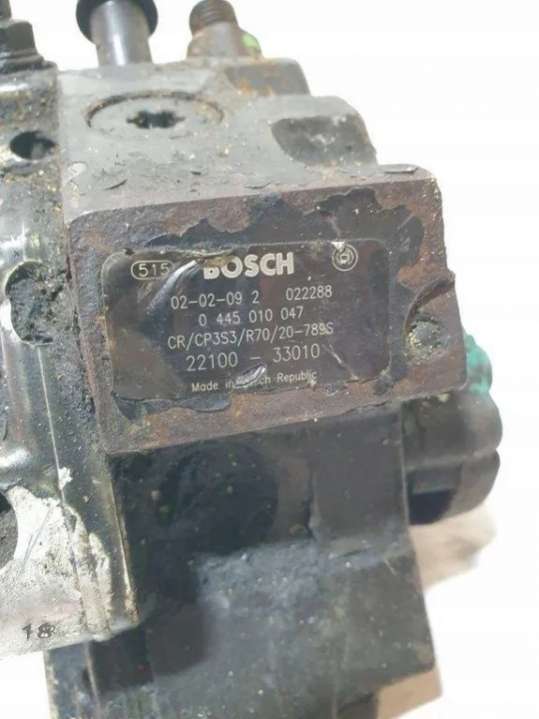 515 BOSCH
02-02-09 2 022288
0 445 010 047
CR/CP3S3/R70/20-789S
22100 - 33010
Made in Czech Republic
18